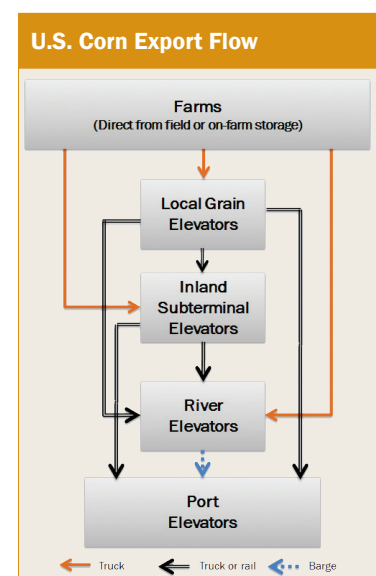 U.S. Corn Export Flow
Farms
(Direct from field or on-farm storage)
Local Grain
Elevators
Inland
Subterminal
Elevators
River
Elevators
Port
Elevators
Truck
Truck or rail
Barge